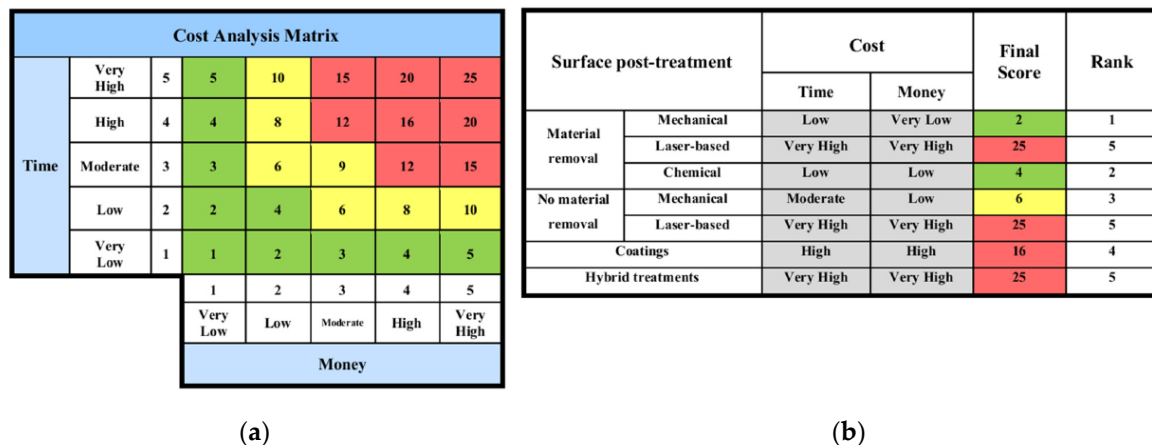 Cost Analysis Matrix
Time
Very High 5 5 10 15 20 25
High 4 4 8 12 16 20
Moderate 3 3 6 9 12 15
Low 2 2 4 6 8 10
Very Low 1 1 2 3 4 5
1 2 3 4 5
Very Low Low Moderate High Very High
Money
(a)
Surface post-treatment Cost Final Score Rank
Time Money
Material removal Mechanical Low Very Low 2 1
Laser-based Very High Very High 25 5
Chemical Low Low 4 2
No material removal Mechanical Moderate Low 6 3
Laser-based Very High Very High 25 5
Coatings High High 16 4
Hybrid treatments Very High Very High 25 5
(b)